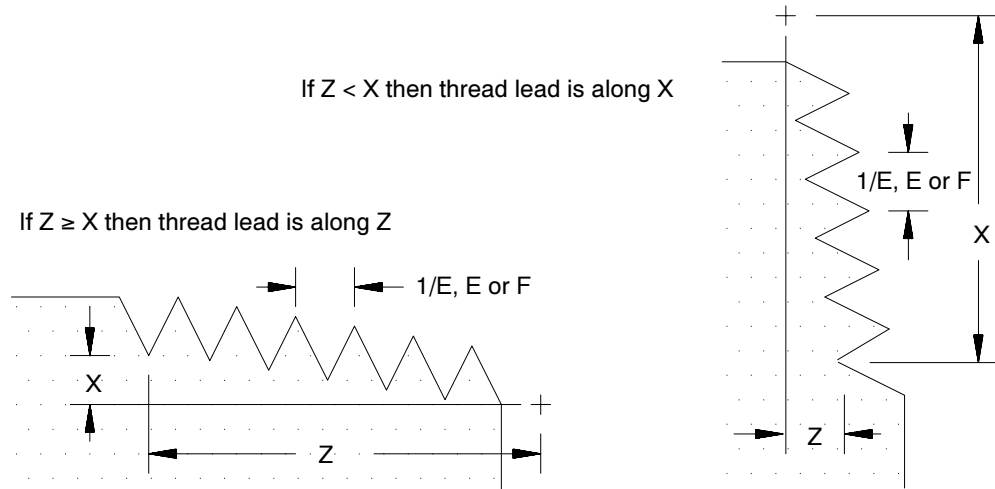 If Z < X then thread lead is along X
1/E, E or F
X
If Z ≥ X then thread lead is along Z
1/E, E or F
X
Z
Z